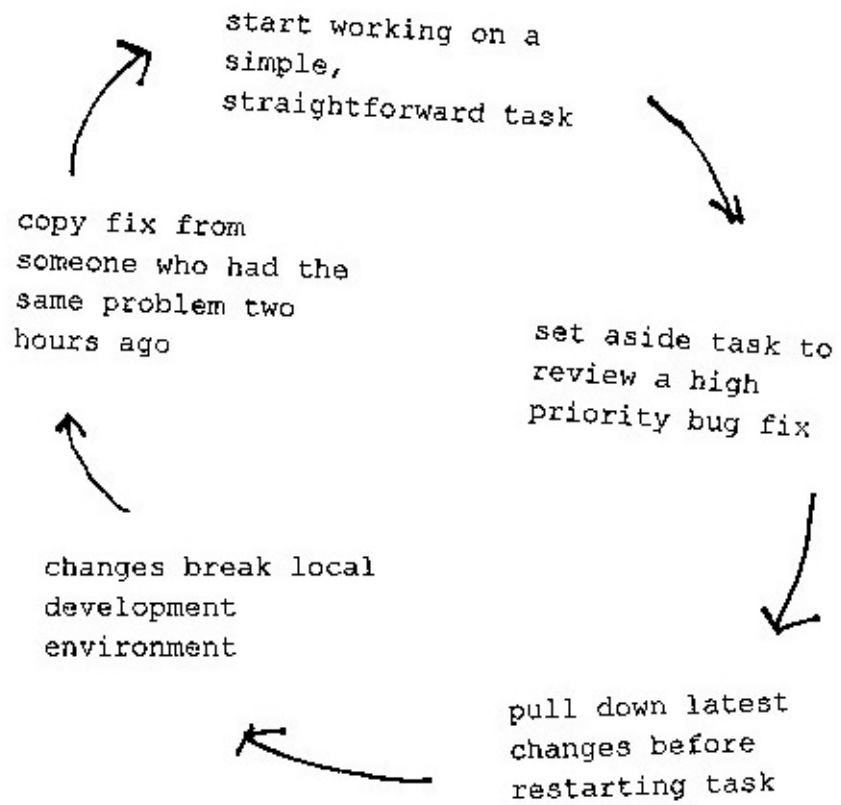 start working on a
simple,
straightforward task
set aside task to
review a high
priority bug fix
pull down latest
changes before
restarting task
changes break local
development
environment
copy fix from
someone who had the
same problem two
hours ago